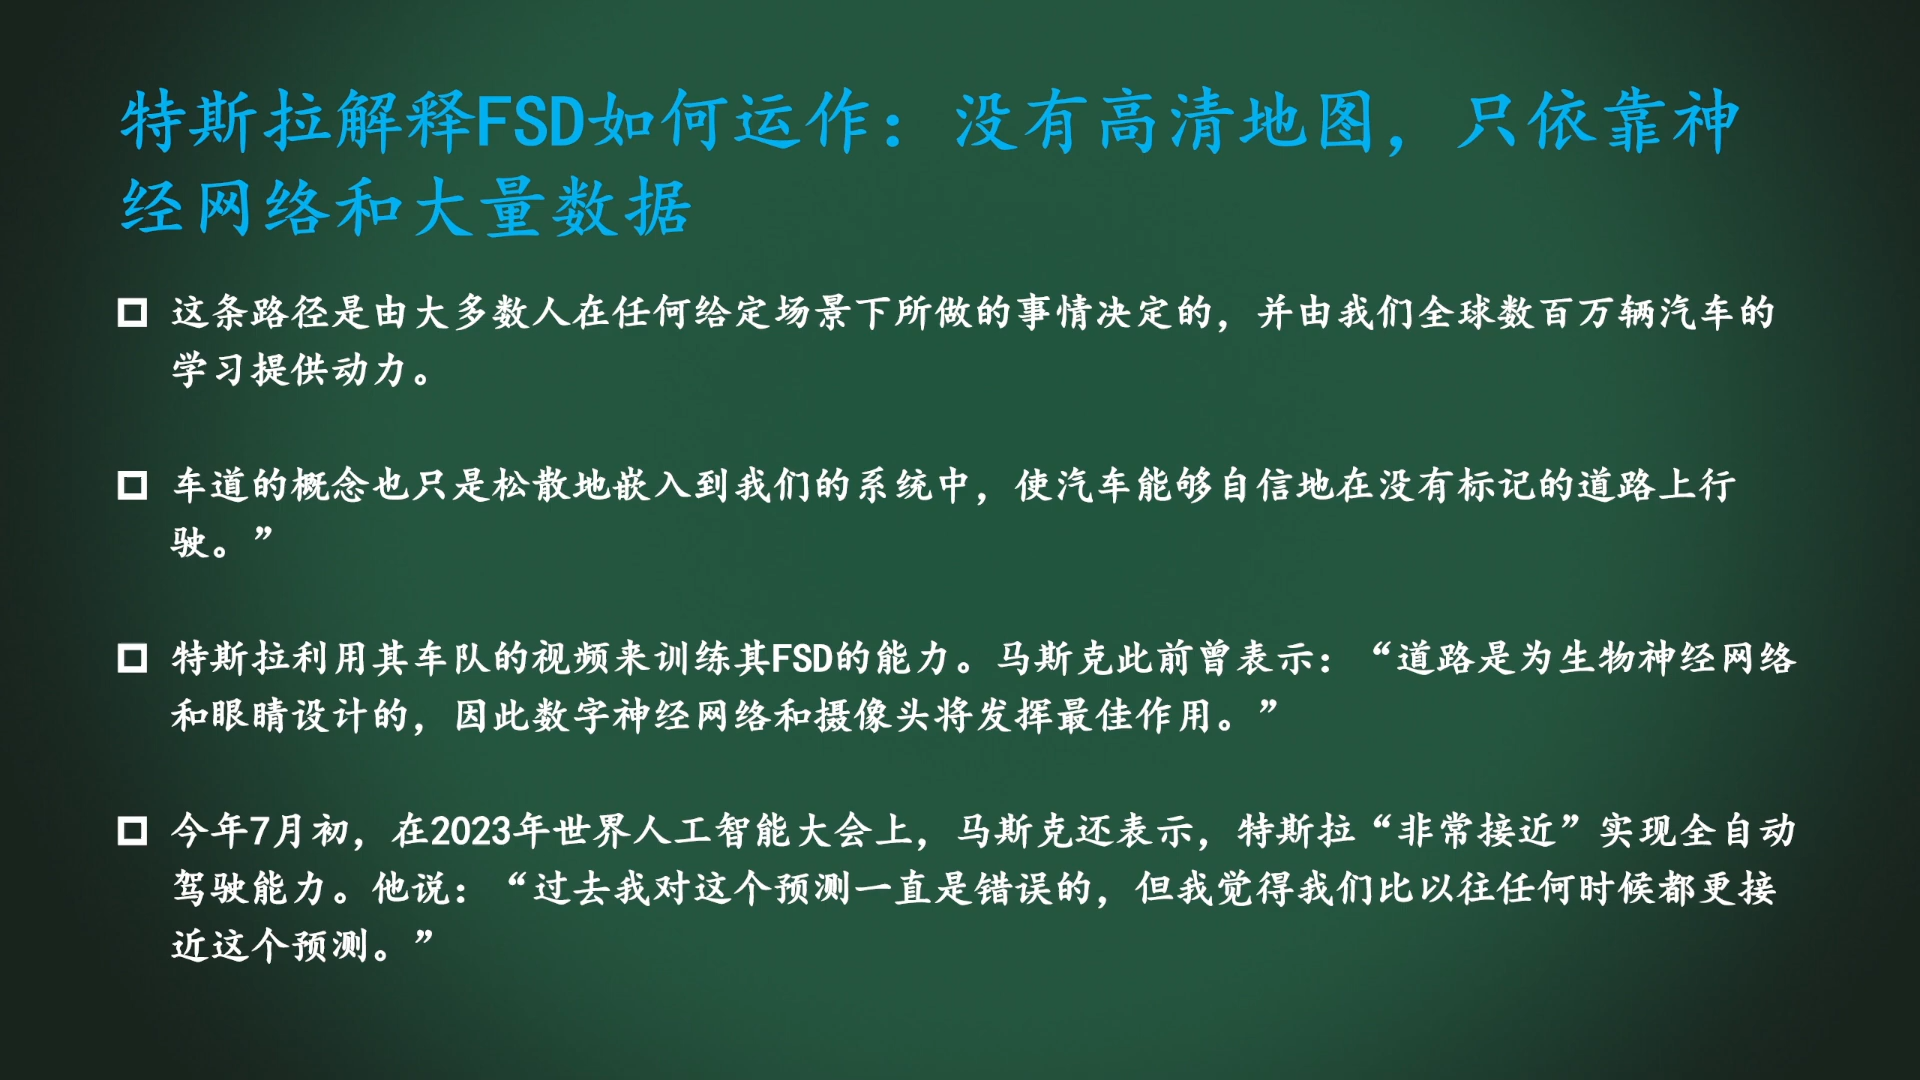 特斯拉解释FSD如何运作：没有高清地图，只依靠神
经网络和大量数据
这条路径是由大多数人在任何给定场景下所做的事情决定的，并由我们全球数百万辆汽车的
学习提供动力。
车道的概念也只是松散地嵌入到我们的系统中，使汽车能够自信地在没有标记的道路上行
驶。”
特斯拉利用其车队的视频来训练其FSD的能力。马斯克此前曾表示：“道路是为生物神经网络
和眼睛设计的，因此数字神经网络和摄像头将发挥最佳作用。”
今年7月初，在2023年世界人工智能大会上，马斯克还表示，特斯拉“非常接近”实现全自动
驾驶能力。他说：“过去我对这个预测一直是错误的，但我觉得我们比以往任何时候都更接
近这个预测。”